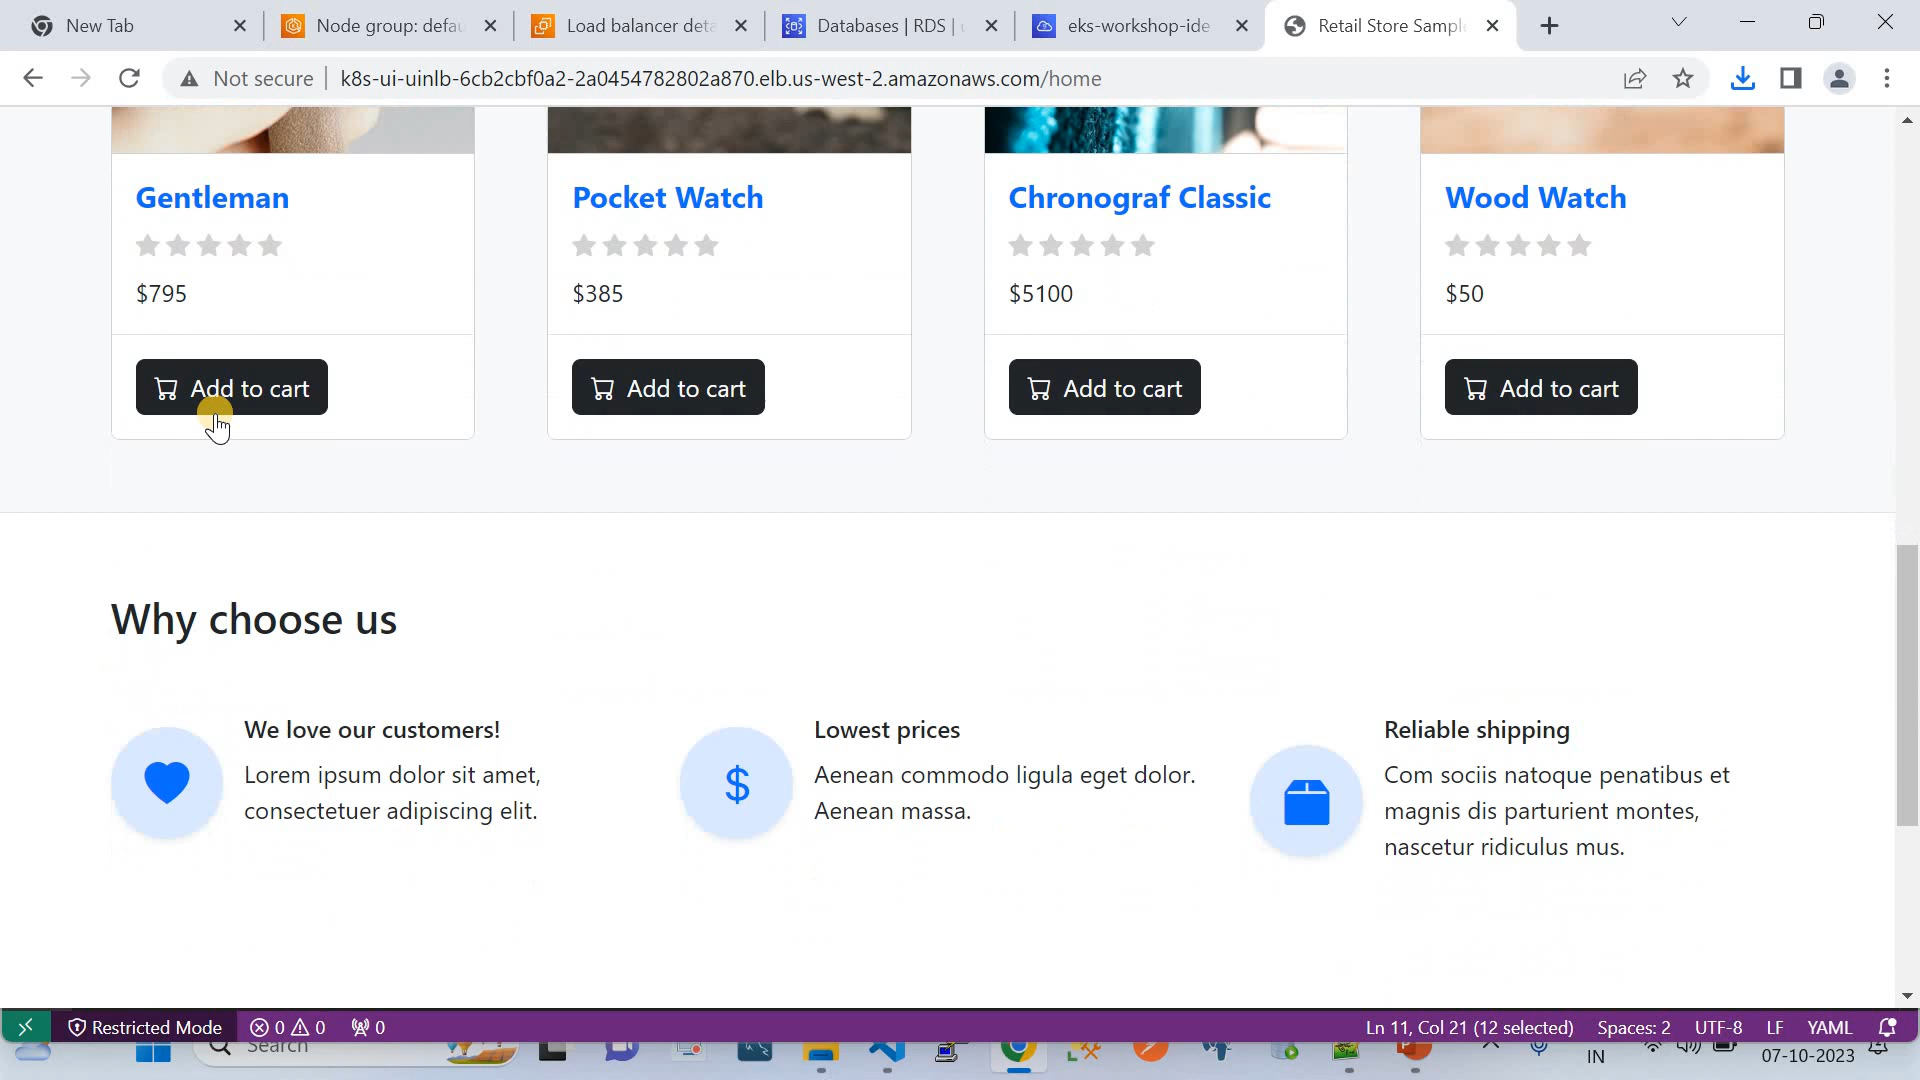 New Tab
Node group: defau
Load balancer deta
Databases | RDS |
eks-workshop-ide
Retail Store Sampl
Not secure
k8s-ui-uinlb-6cb2cbf0a2-2a0454782802a870.elb.us-west-2.amazonaws.com/home
Gentleman
Pocket Watch
Chronograf Classic
Wood Watch
$795
$385
$5100
$50
Add to cart
Add to cart
Add to cart
Add to cart
Why choose us
We love our customers!
Lorem ipsum dolor sit amet,
consectetuer adipiscing elit.
$
Lowest prices
Aenean commodo ligula eget dolor.
Aenean massa.
Reliable shipping
Com sociis natoque penatibus et
magnis dis parturient montes,
nascetur ridiculus mus.
Restricted Mode
0
0
0
Ln 11, Col 21 (12 selected)
Spaces: 2
UTF-8
LF
YAML
Search
IN
07-10-2023